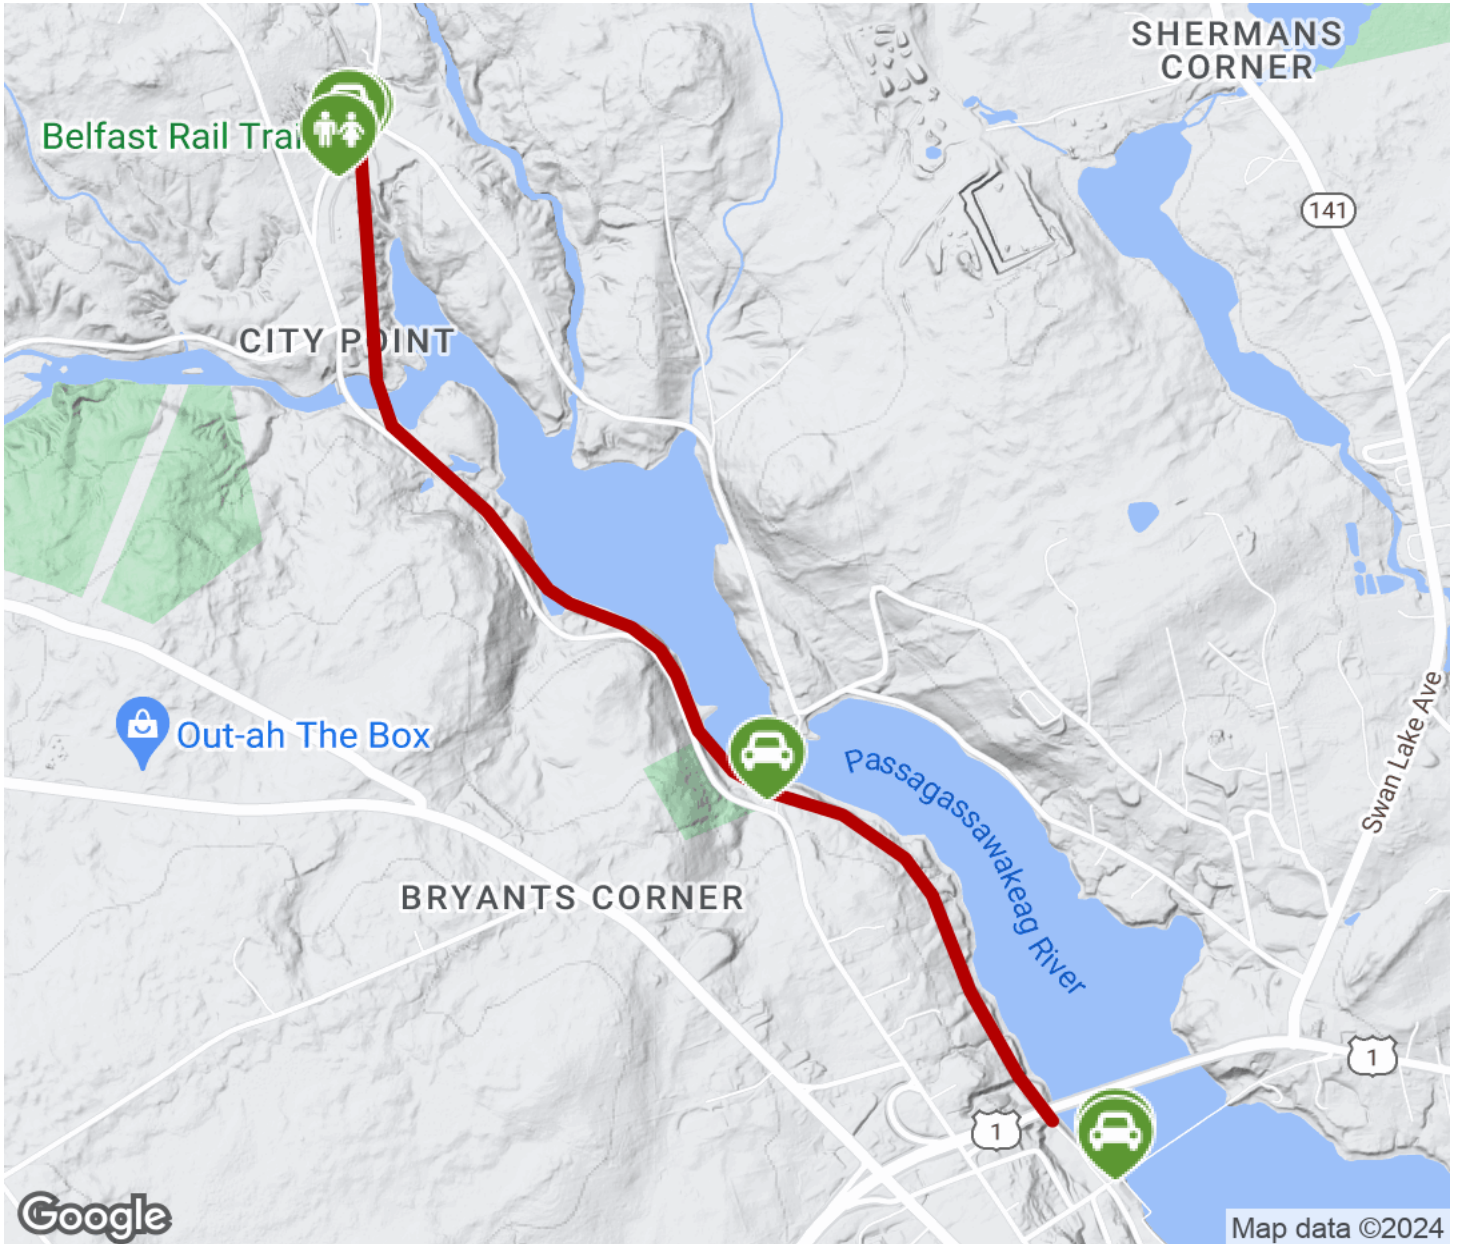 SHERMANS
CORNER
Belfast Rail Trai
141
CITY POINT
Swan Lake Ave
Out-ah The Box
Passagassawakeag River
BRYANTS CORNER
1
1
Google
Map data ©2024